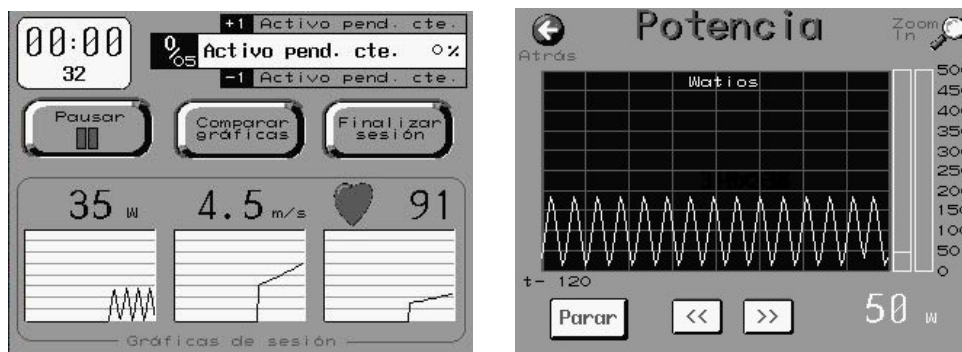 +1 Activo pend. cte.
00:00
32
0/05 Activo pend. cte. 0%
-1 Activo pend. cte.
Pausar
Comparar gráficas
Finalizar sesión
35 W
4.5 m/s
91
Gráficas de sesión
Potencia
Atrás
Zoom In
Watios
500
450
400
350
300
250
200
150
100
50
0
t- 120
Parar
<<
>>
50 W